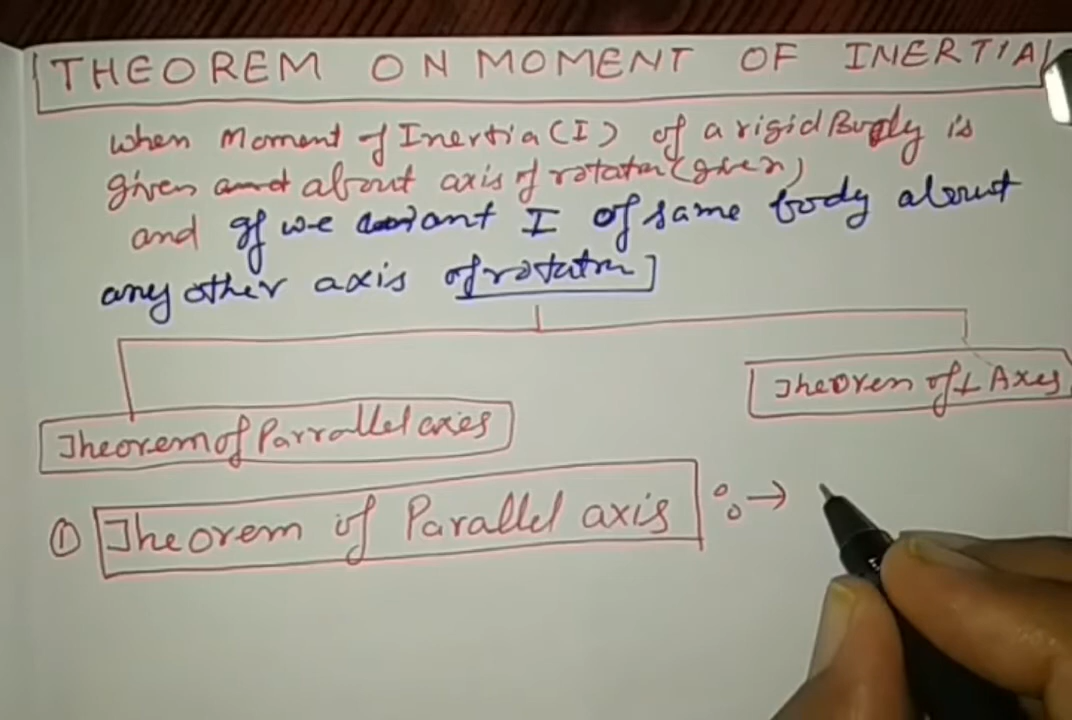 THEOREM ON MOMENT OF INERTIA
when Moment of Inertia (I) of a rigid Body is
given about axis of rotation (given)
and If we want I of same body about
any other axis of rotation]
Theorem of ⊥ Axes
Theorem of Parrallel axies
① Theorem of Parallel axis :→